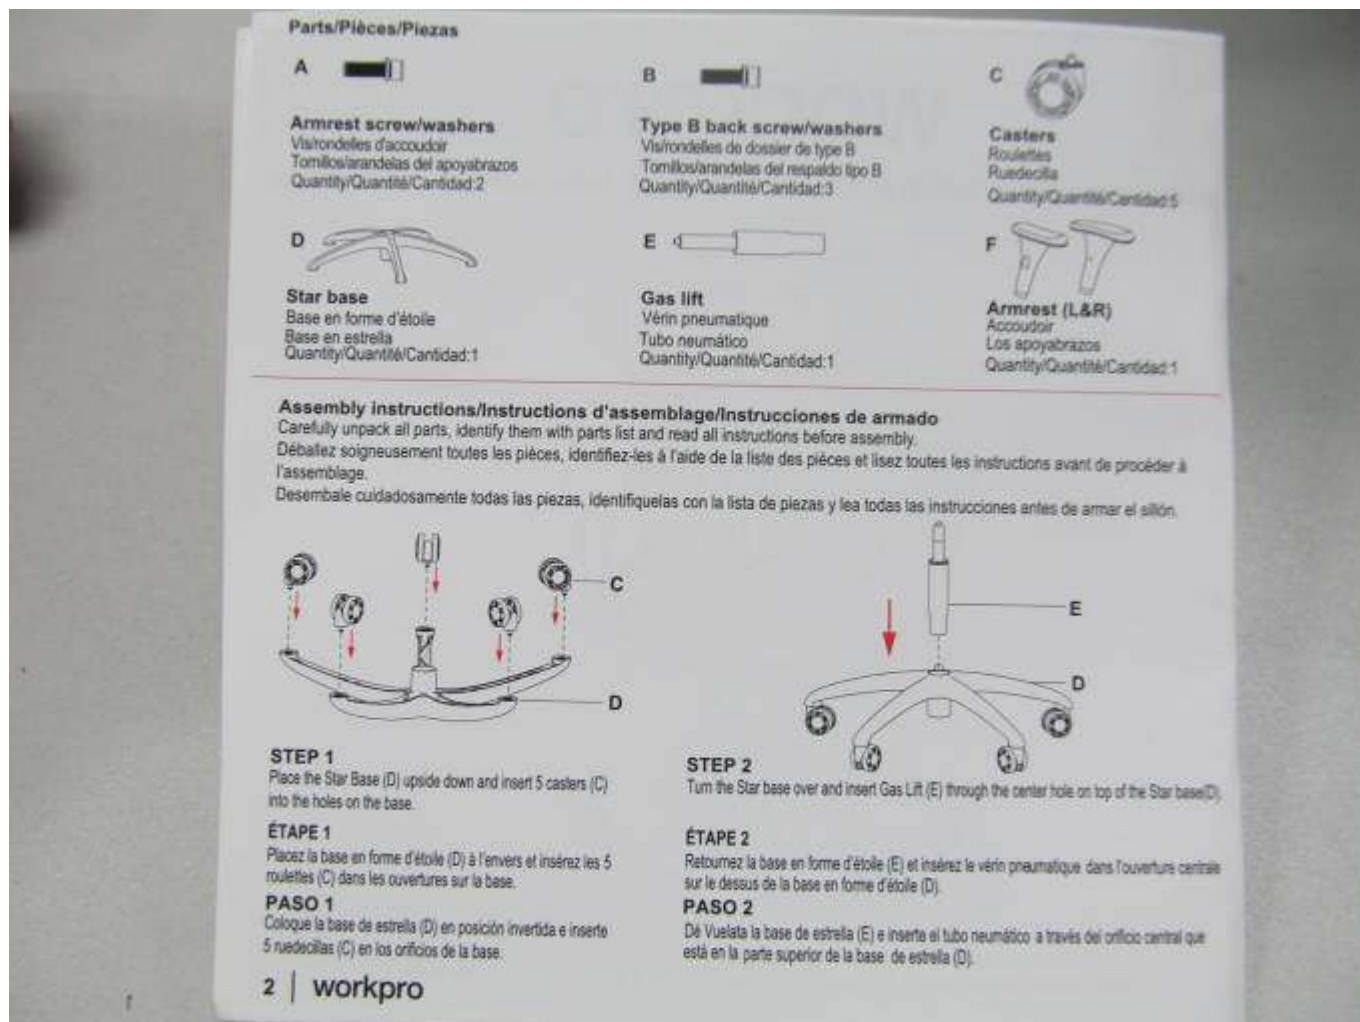 Parts/Pièces/Piezas
A
Armrest screw/washers
Vis/rondelles d'accoudoir
Tornillos/arandelas del apoyabrazos
Quantity/Quantité/Cantidad:2
B
Type B back screw/washers
Vis/rondelles de dossier de type B
Tornillos/arandelas del respaldo tipo B
Quantity/Quantité/Cantidad:3
C
Casters
Roulettes
Ruedecilla
Quantity/Quantité/Cantidad:5
D
Star base
Base en forme d'étoile
Base en estrella
Quantity/Quantité/Cantidad:1
E
Gas lift
Vérin pneumatique
Tubo neumático
Quantity/Quantité/Cantidad:1
F
Armrest (L&R)
Accoudoir
Los apoyabrazos
Quantity/Quantité/Cantidad:1
Assembly instructions/Instructions d'assemblage/Instrucciones de armado
Carefully unpack all parts, identify them with parts list and read all instructions before assembly.
Déballez soigneusement toutes les pièces, identifiez-les à l'aide de la liste des pièces et lisez toutes les instructions avant de procéder à
l'assemblage.
Desembale cuidadosamente todas las piezas, identifiquelas con la lista de piezas y lea todas las instrucciones antes de armar el sillón.
C
D
STEP 1
Place the Star Base (D) upside down and insert 5 casters (C)
into the holes on the base.
ÉTAPE 1
Placez la base en forme d'étoile (D) à l'envers et insérez les 5
roulettes (C) dans les ouvertures sur la base.
PASO 1
Coloque la base de estrella (D) en posición invertida e inserte
5 ruedecillas (C) en los orificios de la base.
E
D
STEP 2
Turn the Star base over and insert Gas Lift (E) through the center hole on top of the Star base(D).
ÉTAPE 2
Retournez la base en forme d'étoile (E) et insérez le vérin pneumatique dans l'ouverture centrale
sur le dessus de la base en forme d'étoile (D).
PASO 2
Dé Vuelata la base de estrella (E) e inserte el tubo neumático a través del orificio central que
está en la parte superior de la base de estrella (D).
2 | workpro